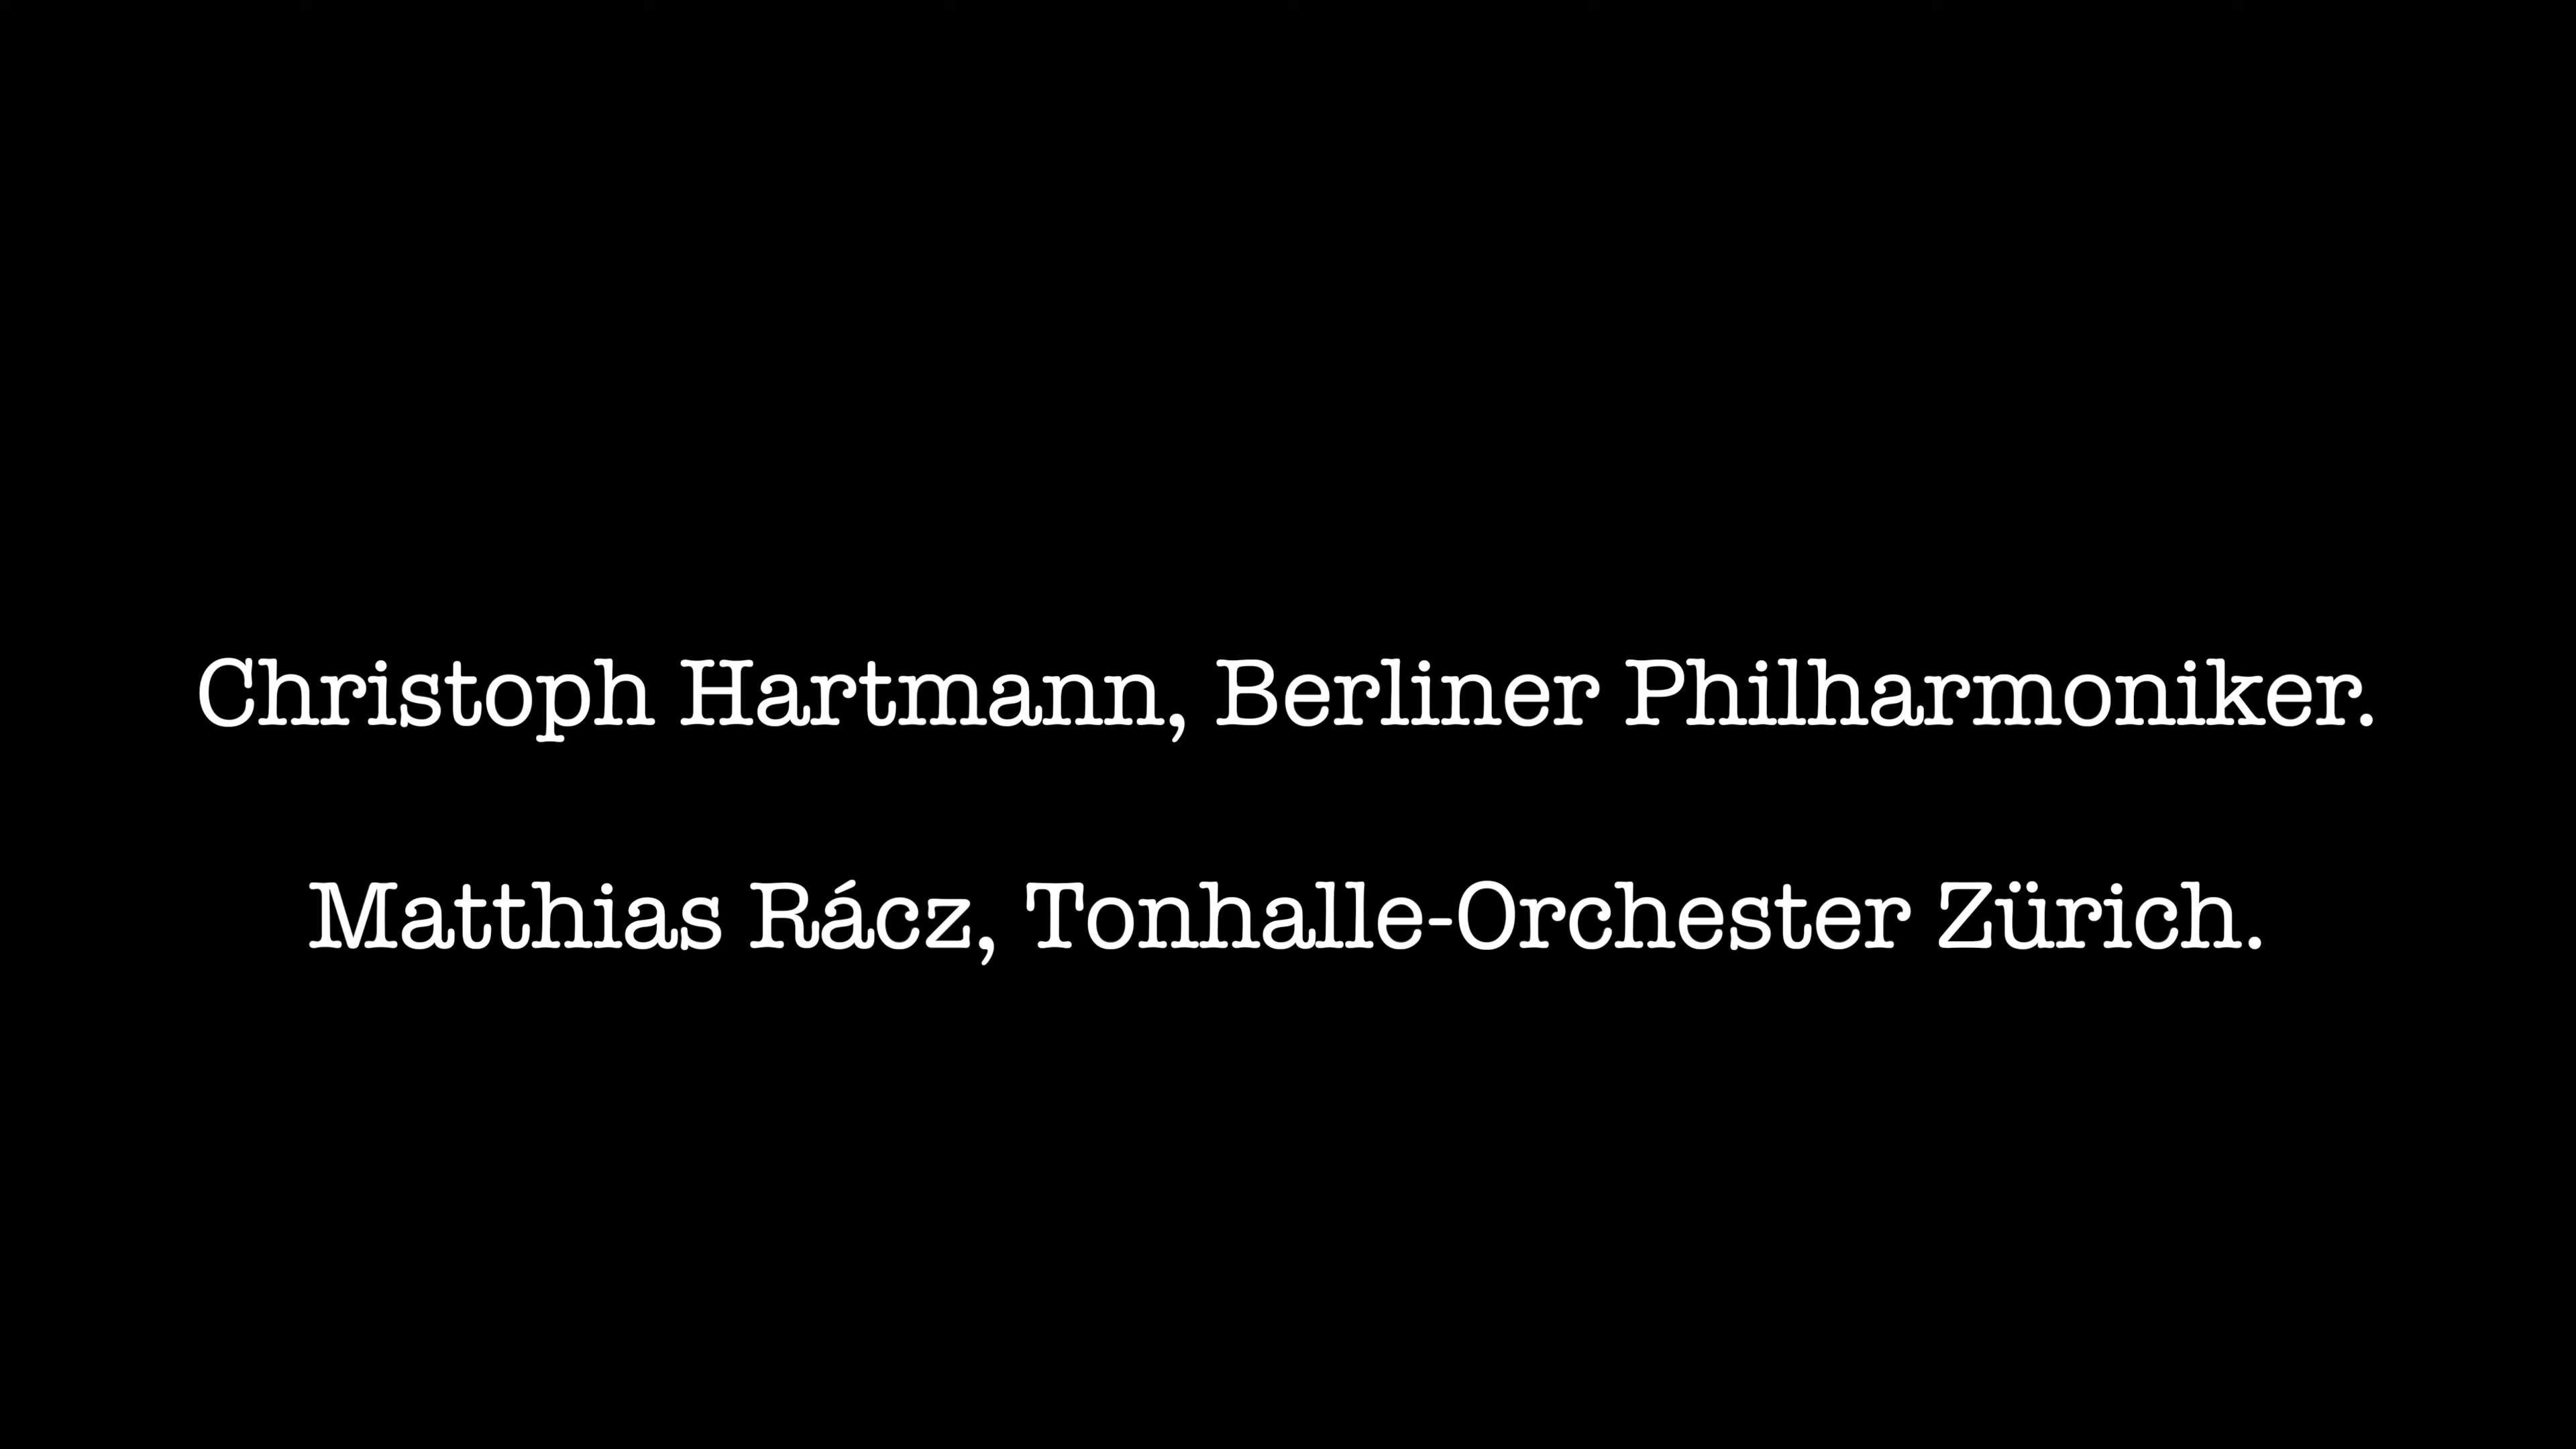 Christoph Hartmann, Berliner Philharmoniker.
Matthias Rácz, Tonhalle-Orchester Zürich.